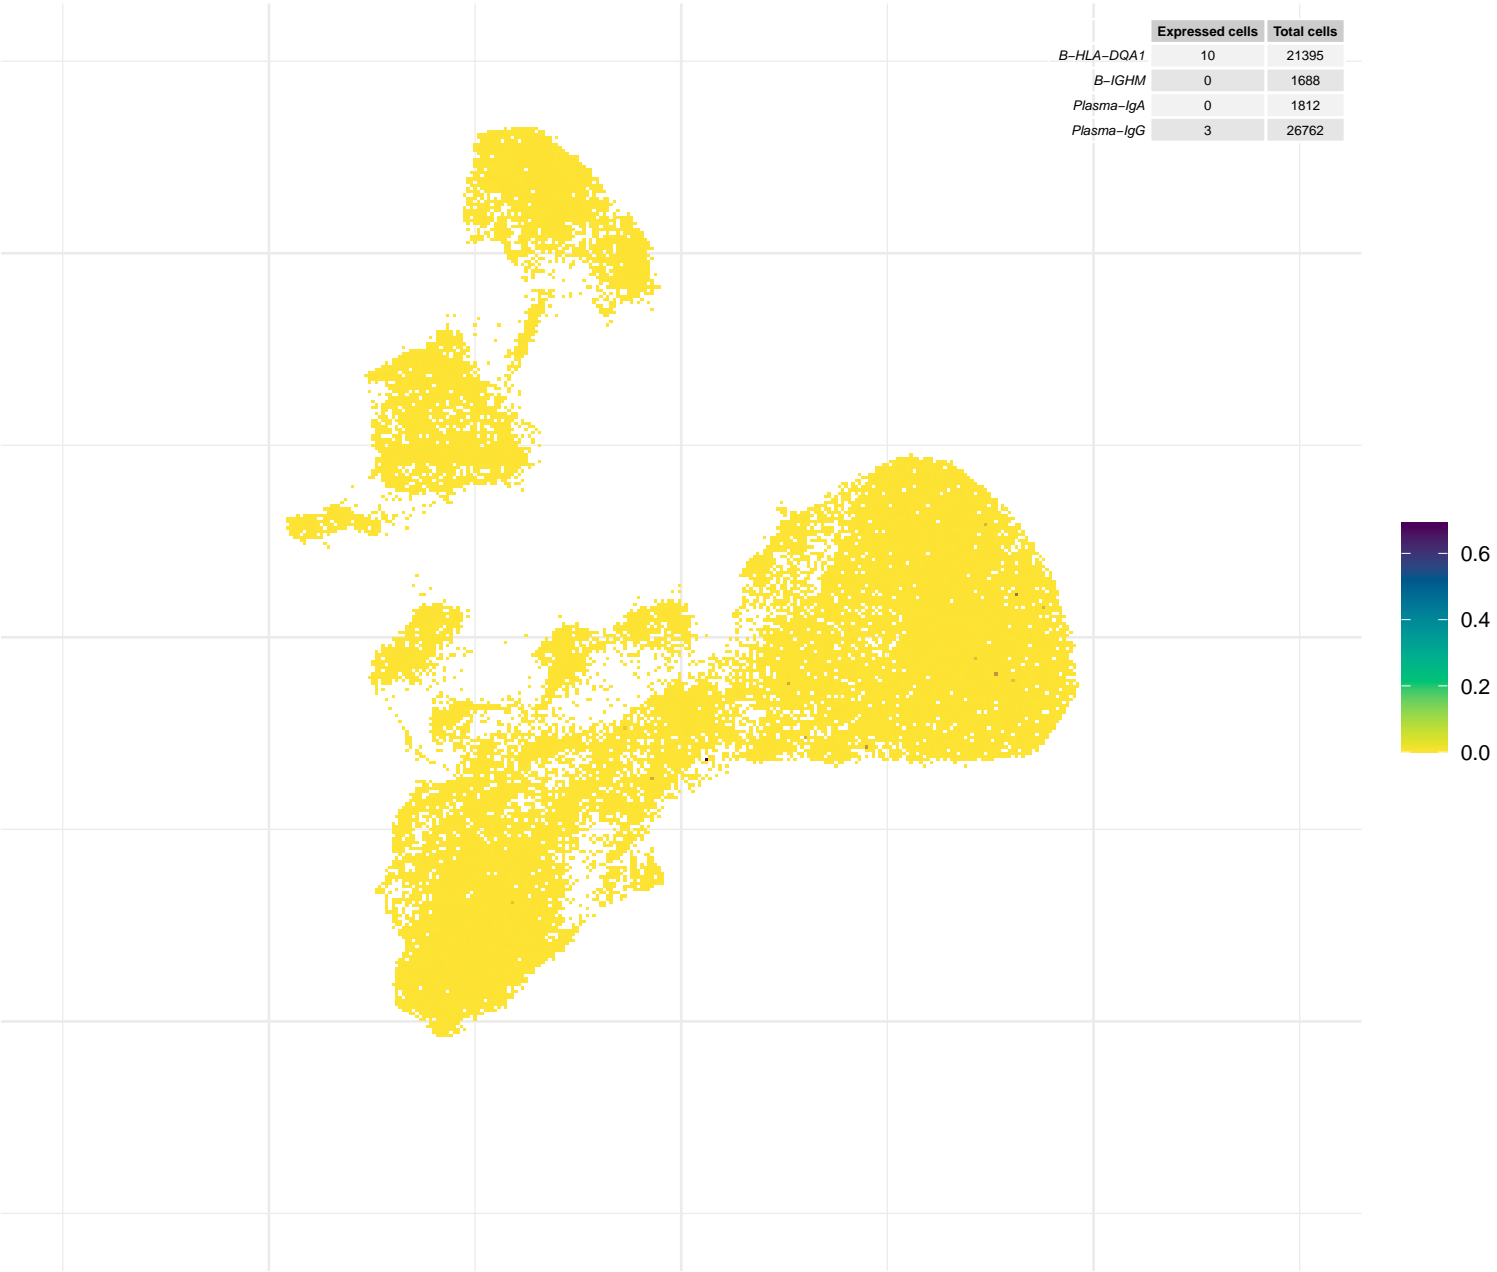 Expressed cells Total cells
B−HLA−DQA1 10 21395
B−IGHM 0 1688
Plasma−IgA 0 1812
Plasma−IgG 3 26762
0.6
0.4
0.2
0.0